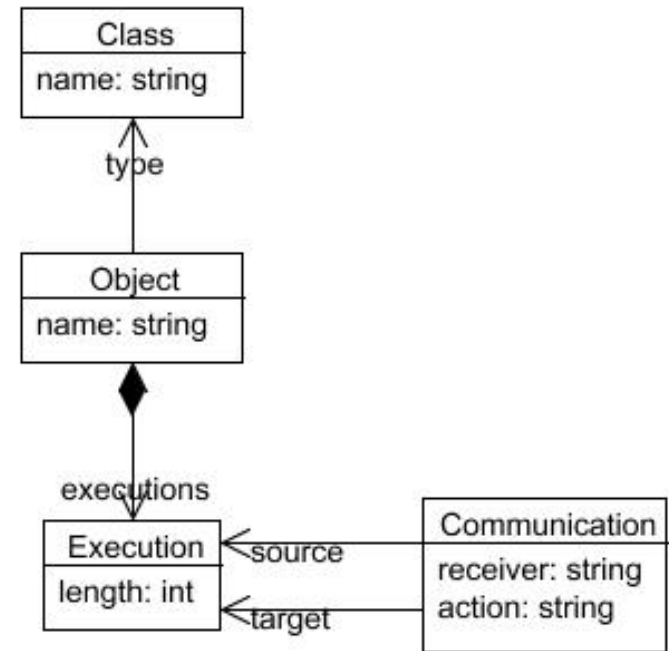 Class
name: string
type
Object
name: string
executions
Execution
length: int
source
target
Communication
receiver: string
action: string